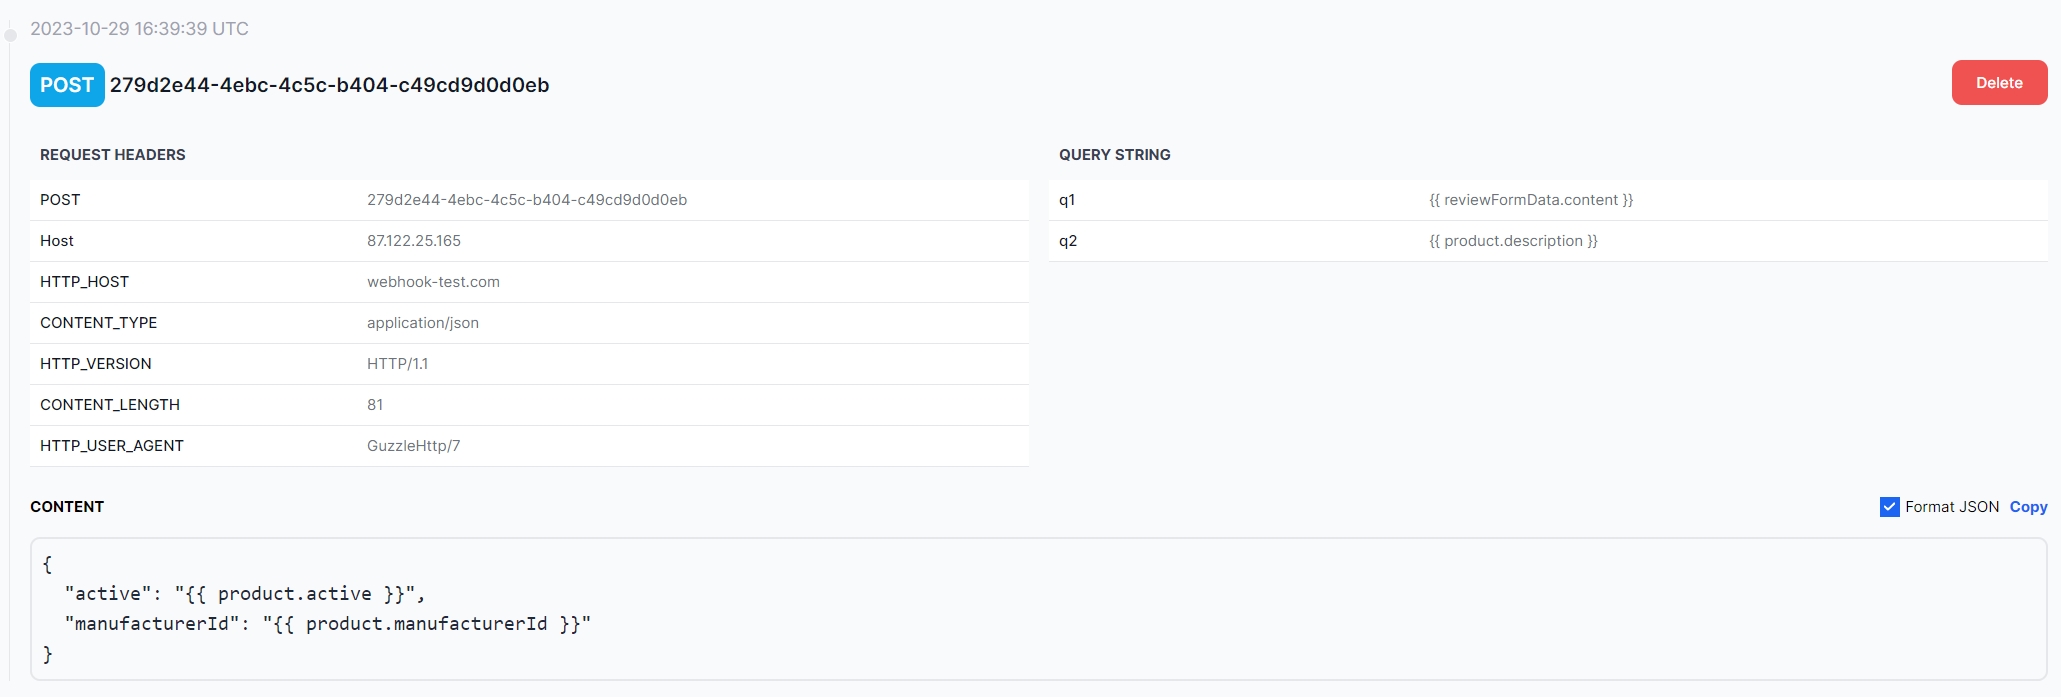 2023-10-29 16:39:39 UTC
POST 279d2e44-4ebc-4c5c-b404-c49cd9d0d0eb
Delete
REQUEST HEADERS
POST 279d2e44-4ebc-4c5c-b404-c49cd9d0d0eb
Host 87.122.25.165
HTTP_HOST webhook-test.com
CONTENT_TYPE application/json
HTTP_VERSION HTTP/1.1
CONTENT_LENGTH 81
HTTP_USER_AGENT GuzzleHttp/7
QUERY STRING
q1 {{ reviewFormData.content }}
q2 {{ product.description }}
CONTENT
Format JSON Copy
{
"active": "{{ product.active }}",
"manufacturerId": "{{ product.manufacturerId }}"
}